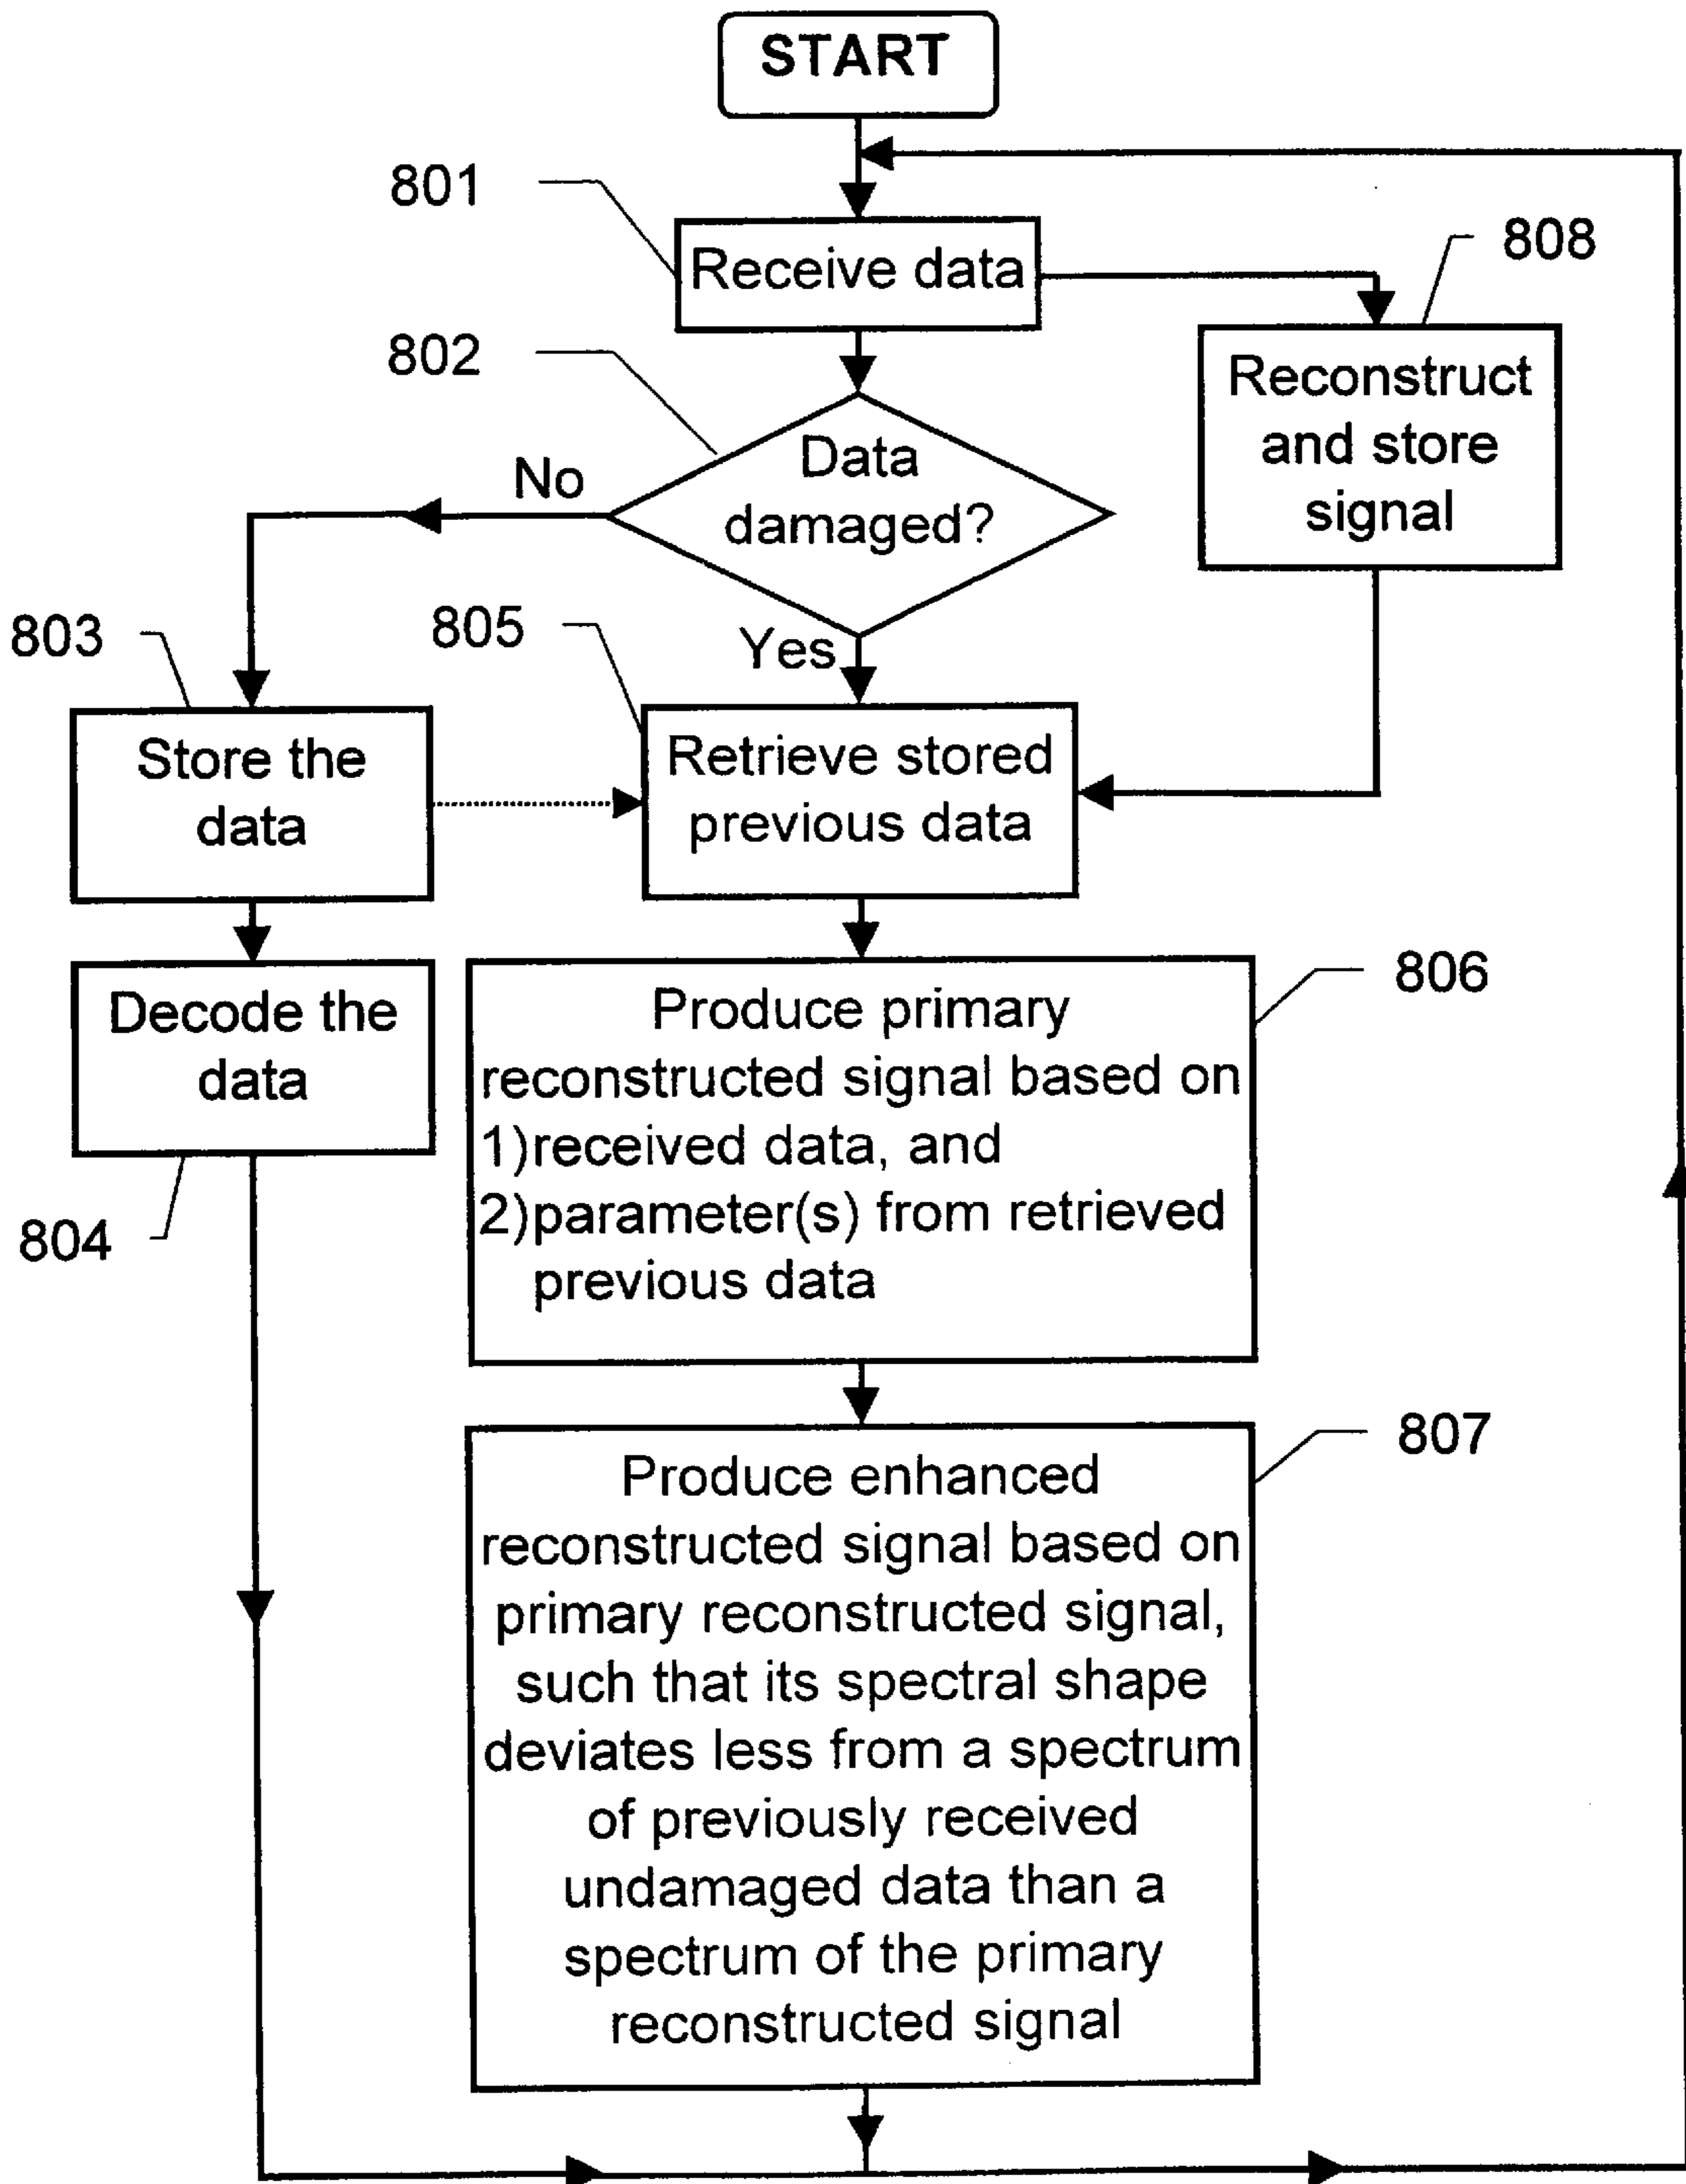 START
801
Receive data
808
Reconstruct
and store
signal
802
Data
damaged?
No
Yes
803
Store the
data
805
Retrieve stored
previous data
Decode the
data
804
806
Produce primary
reconstructed signal based on
1)received data, and
2)parameter(s) from retrieved
previous data
807
Produce enhanced
reconstructed signal based on
primary reconstructed signal,
such that its spectral shape
deviates less from a spectrum
of previously received
undamaged data than a
spectrum of the primary
reconstructed signal